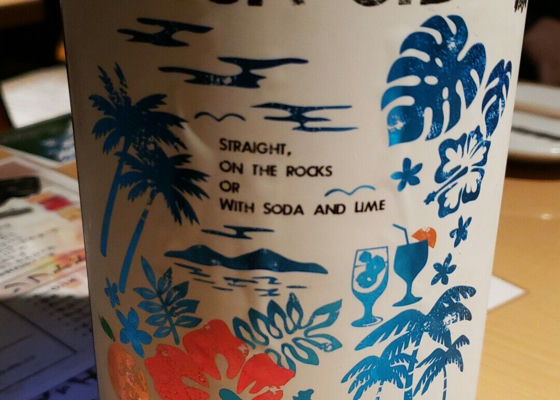 STRAIGHT,
ON THE ROCKS
OR
WITH SODA AND LIME